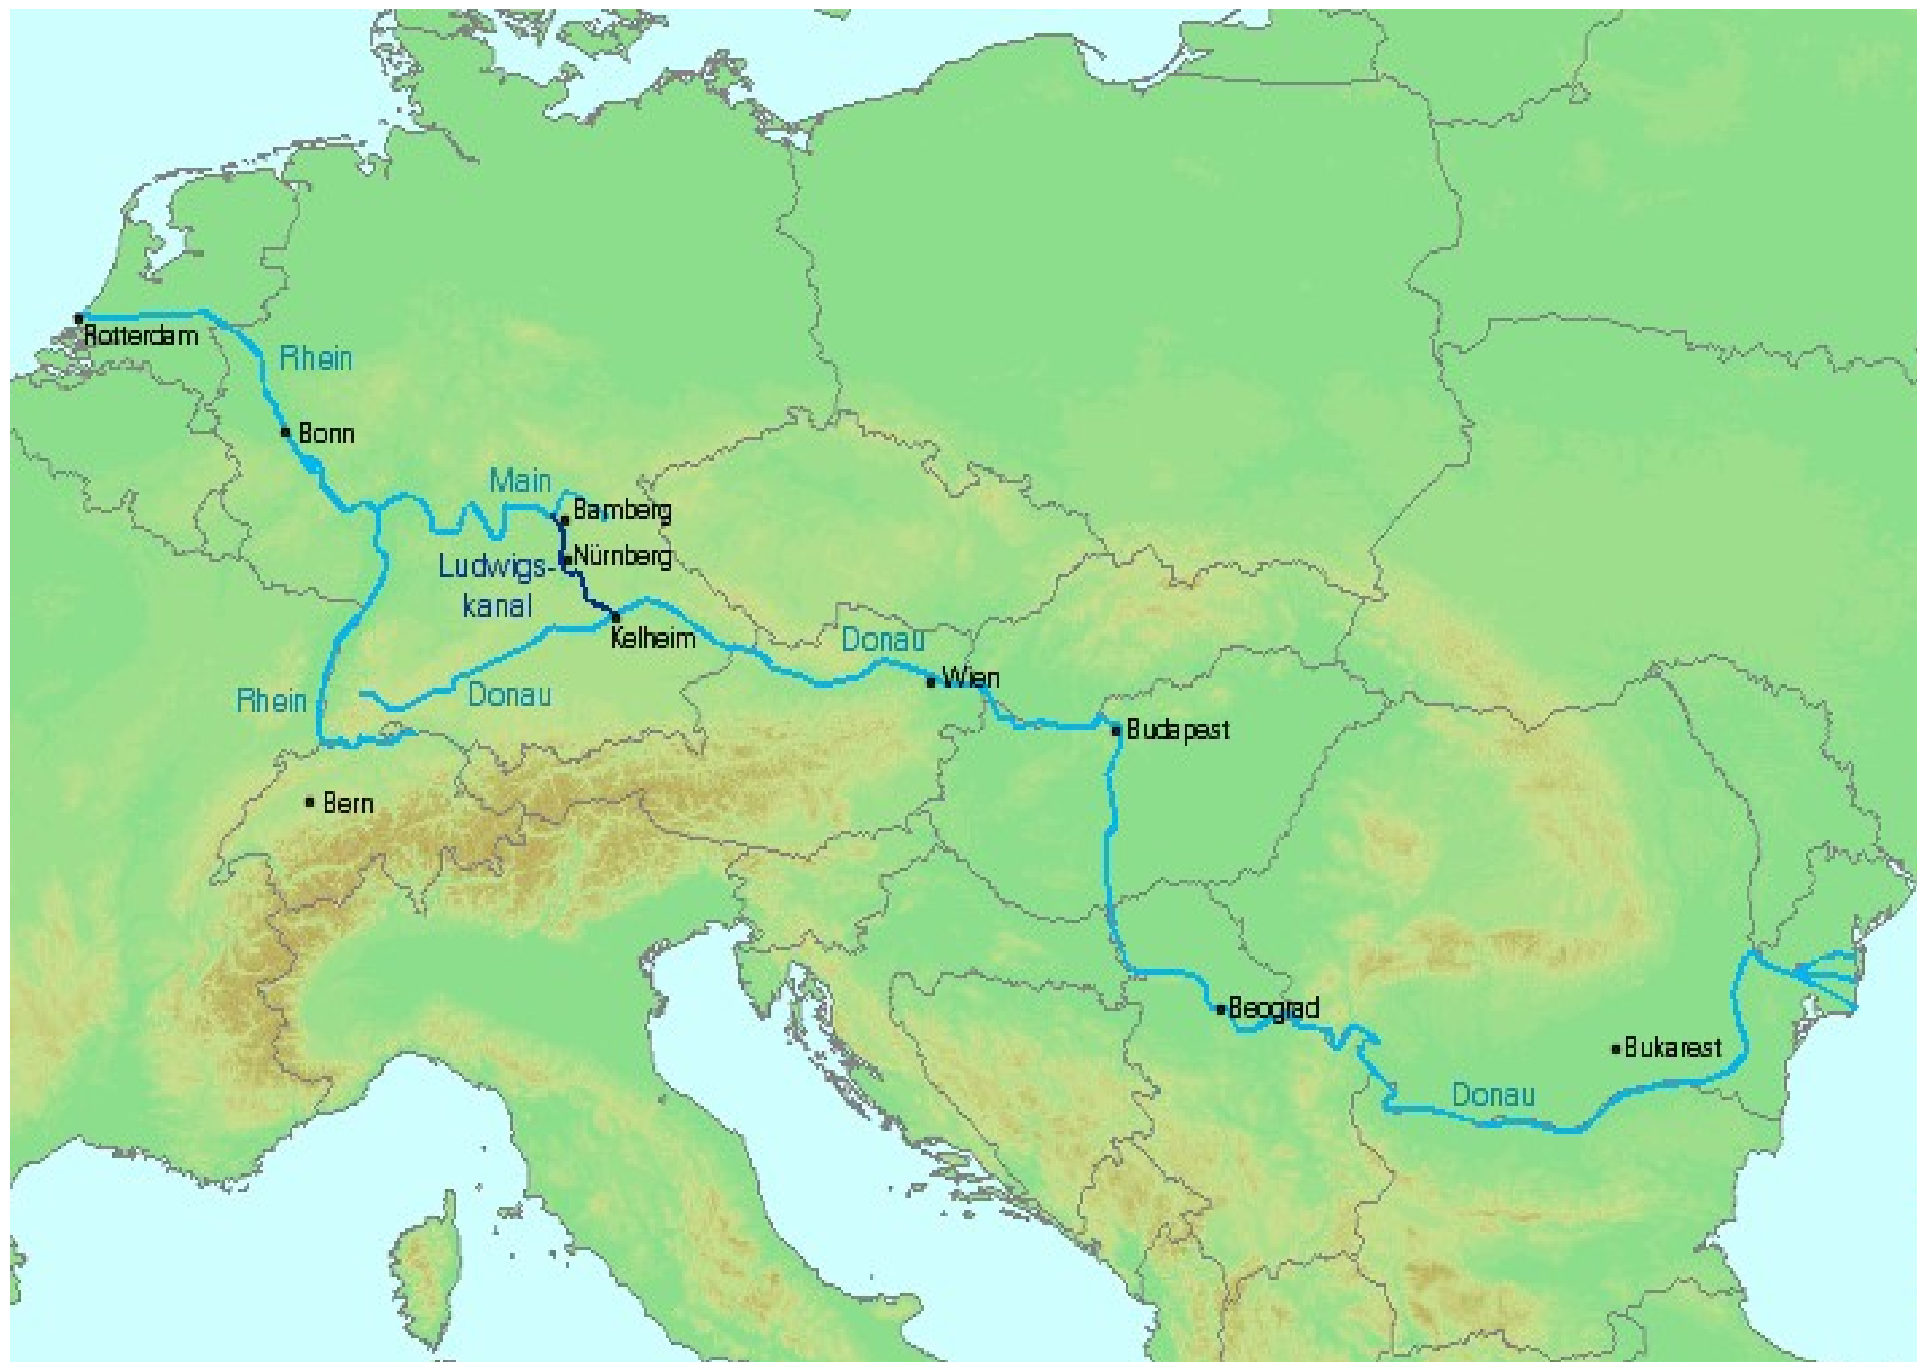 Rotterdam
Rhein
Bonn
Main
Bamberg
Nürnberg
Ludwigs-
kanal
Kelheim
Donau
Wien
Rhein
Donau
Budapest
Bern
Beograd
Bukarest
Donau